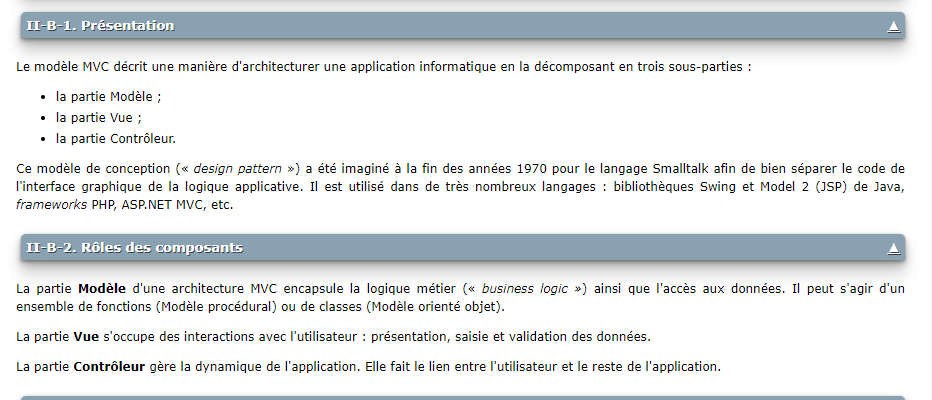 II-B-1. Présentation
Le modèle MVC décrit une manière d'architecturer une application informatique en la décomposant en trois sous-parties :
• la partie Modèle ;
• la partie Vue ;
• la partie Contrôleur.
Ce modèle de conception (« design pattern ») a été imaginé à la fin des années 1970 pour le langage Smalltalk afin de bien séparer le code de
l'interface graphique de la logique applicative. Il est utilisé dans de très nombreux langages : bibliothèques Swing et Model 2 (JSP) de Java,
frameworks PHP, ASP.NET MVC, etc.
II-B-2. Rôles des composants
La partie Modèle d'une architecture MVC encapsule la logique métier (« business logic ») ainsi que l'accès aux données. Il peut s'agir d'un
ensemble de fonctions (Modèle procédural) ou de classes (Modèle orienté objet).
La partie Vue s'occupe des interactions avec l'utilisateur : présentation, saisie et validation des données.
La partie Contrôleur gère la dynamique de l'application. Elle fait le lien entre l'utilisateur et le reste de l'application.